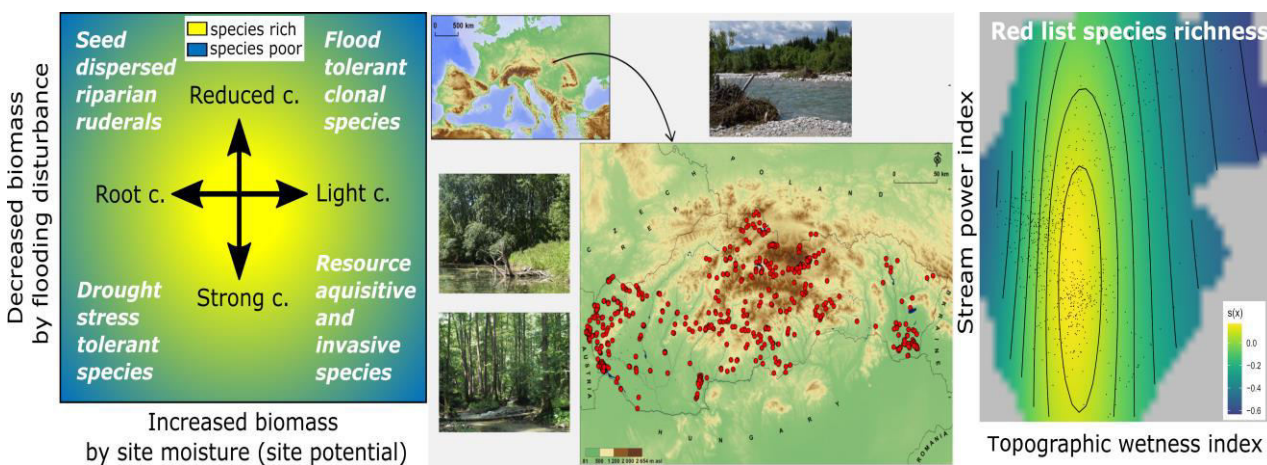 species rich
species poor
Seed
dispersed
riparian
ruderals
Flood
tolerant
clonal
species
Reduced c.
Root c.
Light c.
Strong c.
Drought
stress
tolerant
species
Resource
aquisitive
and
invasive
species
Decreased biomass
by flooding disturbance
Increased biomass
by site moisture (site potential)
0 500 km
POLAND
0 50 km
AUSTRIA
HUNGARY
ROMANIA
Red list species richness
Stream power index
s(x)
0.0
−0.2
−0.4
−0.6
Topographic wetness index